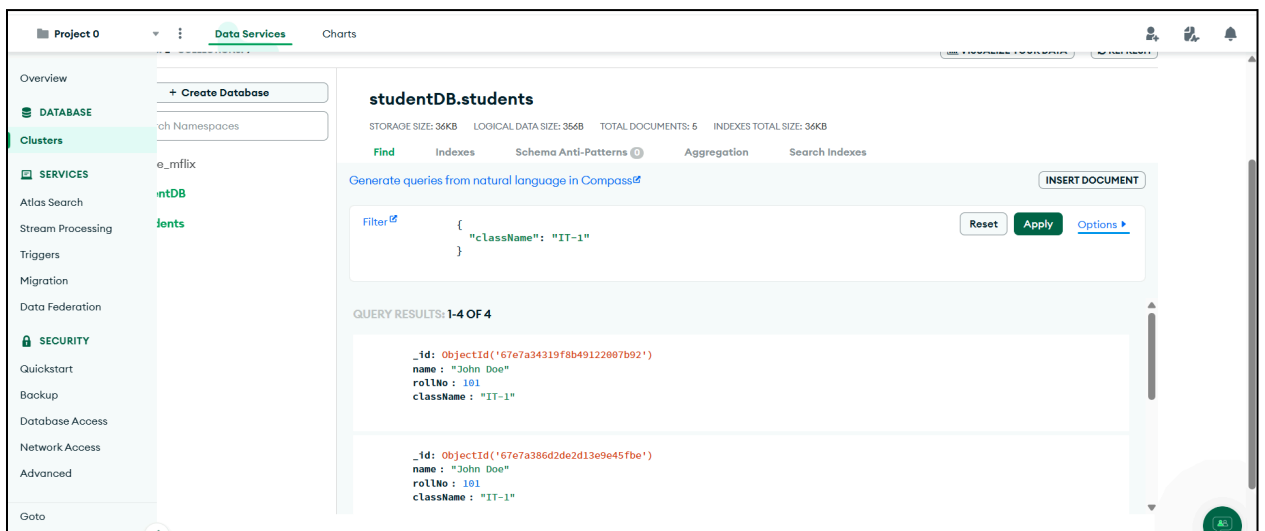 Project 0
Data Services
Charts
Overview
DATABASE
Clusters
SERVICES
Atlas Search
Stream Processing
Triggers
Migration
Data Federation
SECURITY
Quickstart
Backup
Database Access
Network Access
Advanced
Goto
+ Create Database
ch Namespaces
e_mflix
ntDB
dents
VISUALIZE YOUR DATA
REFRESH
studentDB.students
STORAGE SIZE: 36KB LOGICAL DATA SIZE: 356B TOTAL DOCUMENTS: 5 INDEXES TOTAL SIZE: 36KB
Find Indexes Schema Anti-Patterns 0 Aggregation Search Indexes
Generate queries from natural language in Compass
INSERT DOCUMENT
Filter
{
"className": "IT-1"
}
Reset Apply Options
QUERY RESULTS: 1-4 OF 4
_id: ObjectId('67e7a34319f8b49122007b92')
name : "John Doe"
rollNo : 101
className : "IT-1"
_id: ObjectId('67e7a386d2de2d13e9e45fbe')
name : "John Doe"
rollNo : 101
className : "IT-1"